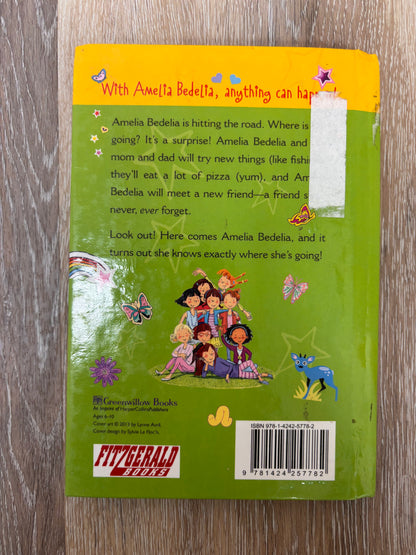 With Amelia Bedelia, anything can hap
Amelia Bedelia is hitting the road. Where is
going? It's a surprise! Amelia Bedelia and
mom and dad will try new things (like fishi
they'll eat a lot of pizza (yum), and Am
Bedelia will meet a new friend—a friend s
never, ever forget.
Look out! Here comes Amelia Bedelia, and it
turns out she knows exactly where she's going!
Greenwillow Books
An Imprint of HarperCollinsPublishers
Ages 6–10
Cover art © 2013 by Lynne Avril
Cover design by Sylvie Le Floc'h
FITZGERALD
BOOKS
ISBN 978-1-4242-5778-2
9 781424 257782